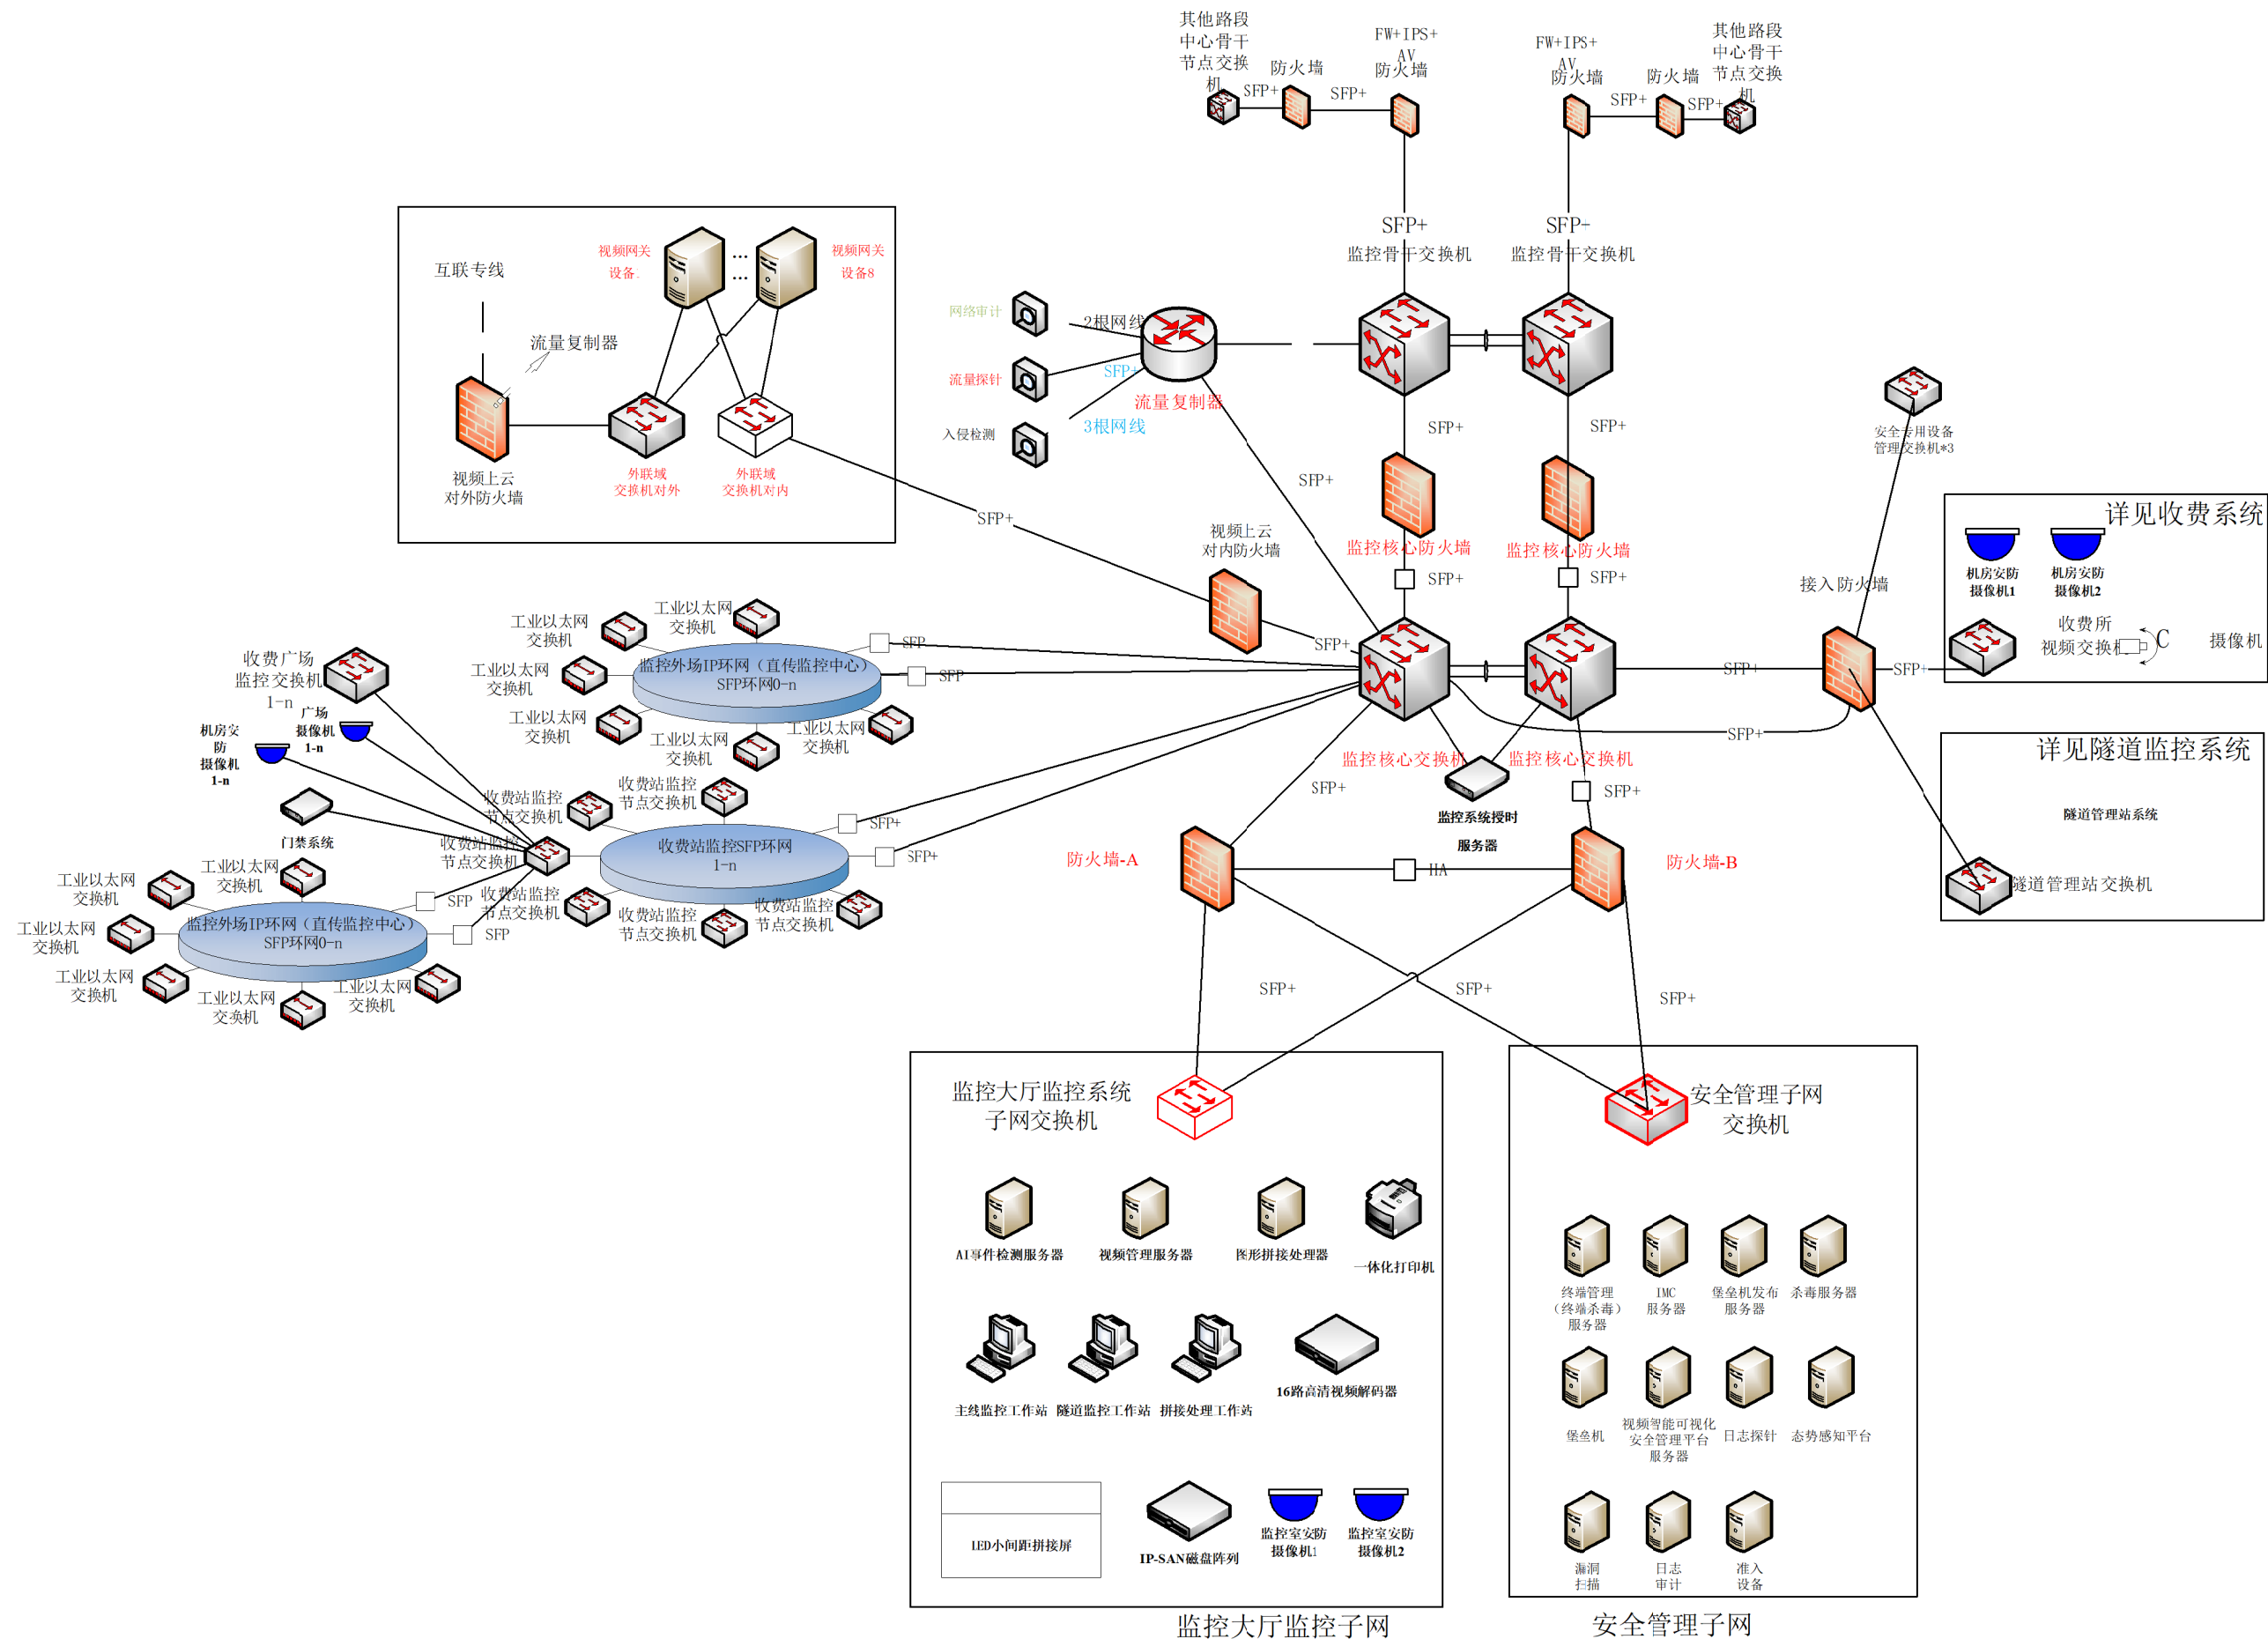 其他路段
中心骨干
节点交换
机
防火墙
FW+IPS+
AV
防火墙
SFP+
SFP+
FW+IPS+
AV
防火墙
防火墙
其他路段
中心骨干
节点交换
机
SFP+
SFP+
SFP+
监控骨干交换机
SFP+
监控骨干交换机
互联专线
流量复制器
视频网关
设备
视频网关
设备8
视频上云
对外防火墙
外联域
交换机对外
外联域
交换机对内
网络审计
流量探针
入侵检测
2根网线
SFP+
3根网线
流量复制器
SFP+
SFP+
SFP+
SFP+
视频上云
对内防火墙
SFP+
监控核心防火墙
监控核心防火墙
SFP+
SFP+
安全专用设备
管理交换机*3
接入防火墙
SFP+
SFP+
SFP+
详见收费系统
机房安防
摄像机1
机房安防
摄像机2
收费所
视频交换机
C
摄像机
详见隧道监控系统
隧道管理站系统
隧道管理站交换机
工业以太网
交换机
工业以太网
交换机
工业以太网
交换机
工业以太网
交换机
工业以太网
交换机
工业以太网
交换机
监控外场IP环网（直传监控中心）
SFP环网0-n
SFP
SFP
收费广场
监控交换机
1-n
广场
摄像机
1-n
机房安
防
摄像机
1-n
门禁系统
收费站监控
节点交换机
收费站监控
节点交换机
收费站监控
节点交换机
收费站监控
节点交换机
收费站监控
节点交换机
收费站监控
节点交换机
收费站监控SFP环网
1-n
SFP+
SFP+
工业以太网
交换机
工业以太网
交换机
工业以太网
交换机
工业以太网
交换机
工业以太网
交换机
工业以太网
交换机
监控外场IP环网（直传监控中心）
SFP环网0-n
SFP
SFP
监控核心交换机
监控核心交换机
监控系统授时
服务器
SFP+
SFP+
防火墙-A
HA
防火墙-B
SFP+
SFP+
SFP+
监控大厅监控系统
子网交换机
AI事件检测服务器
视频管理服务器
图形拼接处理器
一体化打印机
主线监控工作站
隧道监控工作站
拼接处理工作站
16路高清视频解码器
LED小间距拼接屏
IP-SAN磁盘阵列
监控室安防
摄像机1
监控室安防
摄像机2
监控大厅监控子网
安全管理子网
交换机
终端管理
（终端杀毒）
服务器
IMC
服务器
堡垒机发布
服务器
杀毒服务器
堡垒机
视频智能可视化
安全管理平台
服务器
日志探针
态势感知平台
漏洞
扫描
日志
审计
准入
设备
安全管理子网